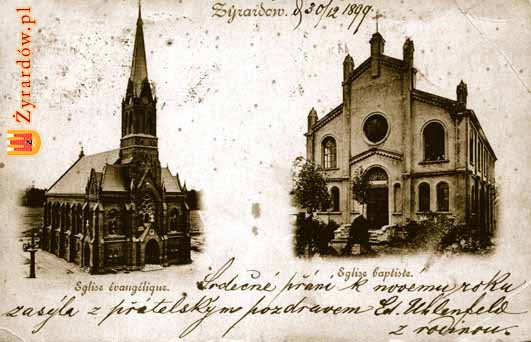 Żyrardów. d 30/12 1899
Żyrardów.pl
Eglise évangélique.
Eglise baptiste.
Srdečné přání k novému roku
zasýla z přátelským pozdravem Ed. Uhlenfeld
z rodinou.